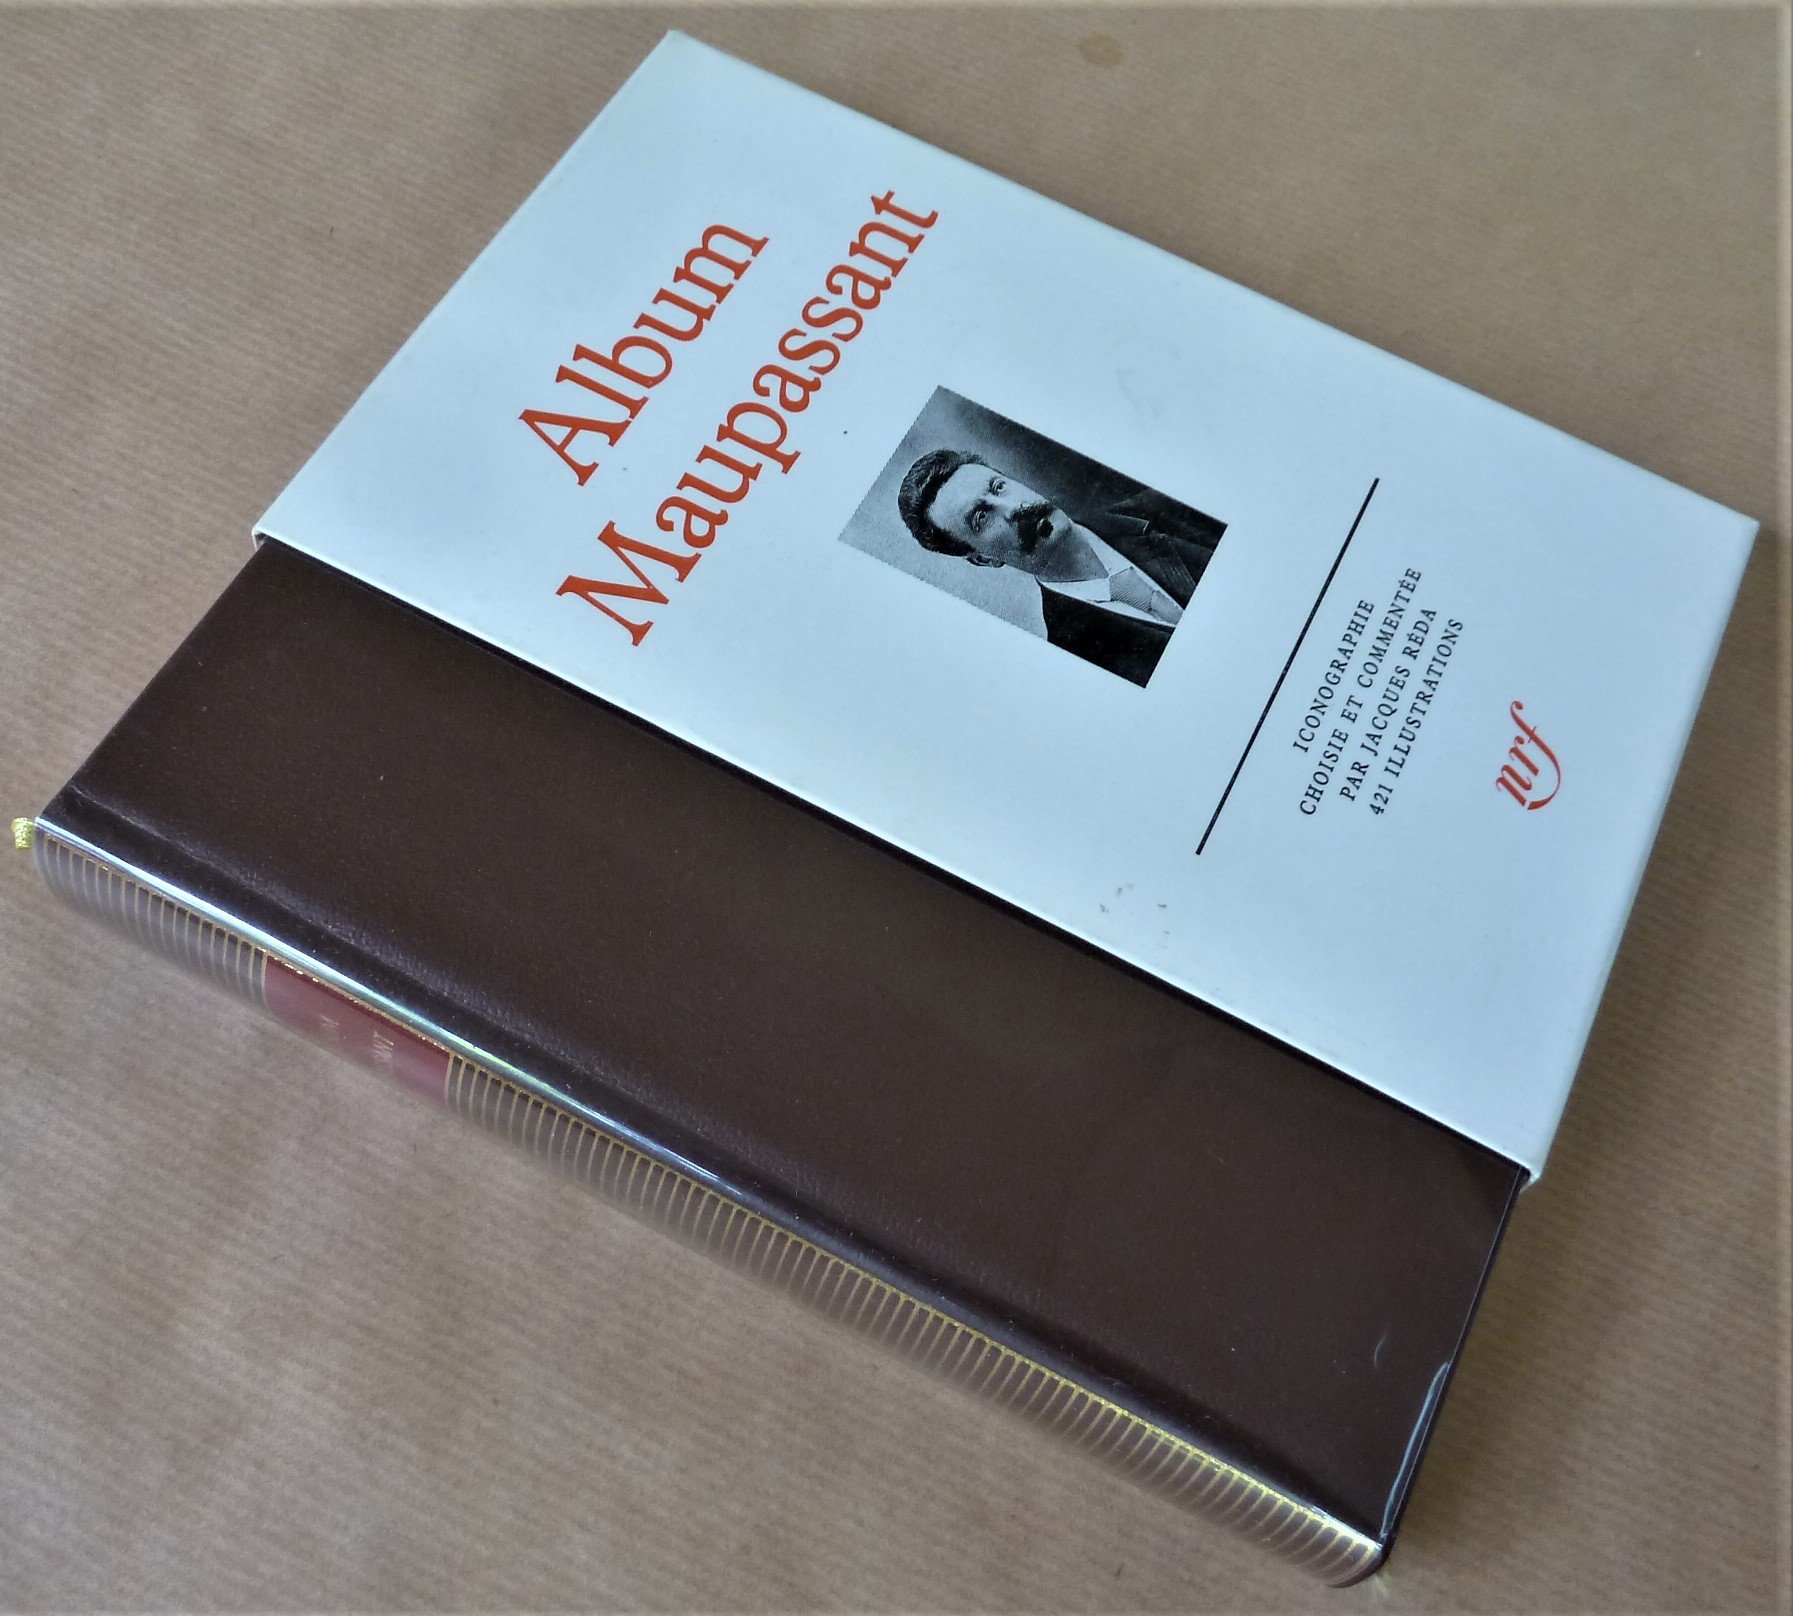 Album
Maupassant
ICONOGRAPHIE
CHOISIE ET COMMENTÉE
PAR JACQUES RÉDA
421 ILLUSTRATIONS
nrf